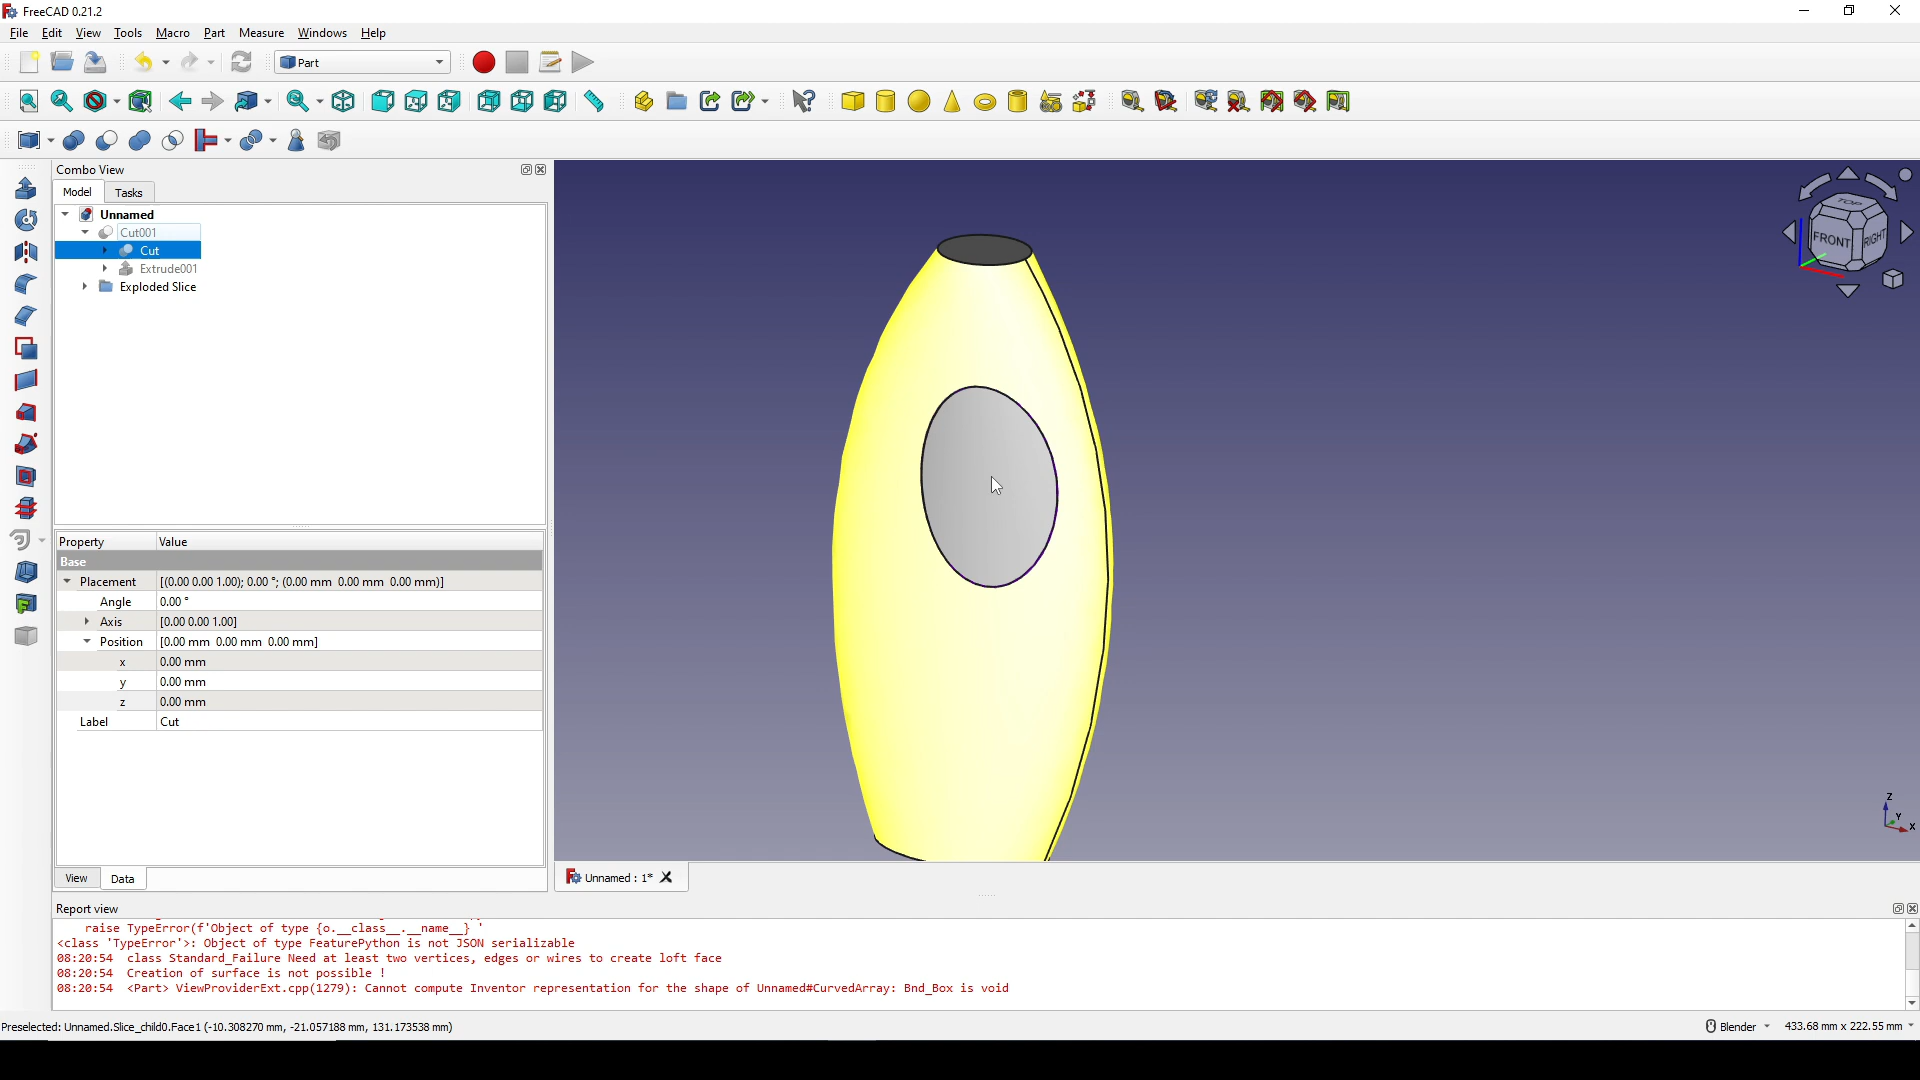 FreeCAD 0.21.2
File Edit View Tools Macro Part Measure Windows Help
Part
Combo View
Model Tasks
Unnamed
Cut001
Cut
Extrude001
Exploded Slice
Property Value
Base
Placement [(0.00 0.00 1.00); 0.00 °; (0.00 mm 0.00 mm 0.00 mm)]
Angle 0.00 °
Axis [0.00 0.00 1.00]
Position [0.00 mm 0.00 mm 0.00 mm]
x 0.00 mm
y 0.00 mm
z 0.00 mm
Label Cut
View Data
TOP
FRONT RIGHT
Z
Y
X
Unnamed : 1*
Report view
raise TypeError(f'Object of type {o.__class__.__name__} '
<class 'TypeError'>: Object of type FeaturePython is not JSON serializable
08:20:54 class Standard_Failure Need at least two vertices, edges or wires to create loft face
08:20:54 Creation of surface is not possible !
08:20:54 <Part> ViewProviderExt.cpp(1279): Cannot compute Inventor representation for the shape of Unnamed#CurvedArray: Bnd_Box is void
Preselected: Unnamed.Slice_child0.Face1 (-10.308270 mm, -21.057188 mm, 131.173538 mm)
Blender 433.68 mm x 222.55 mm